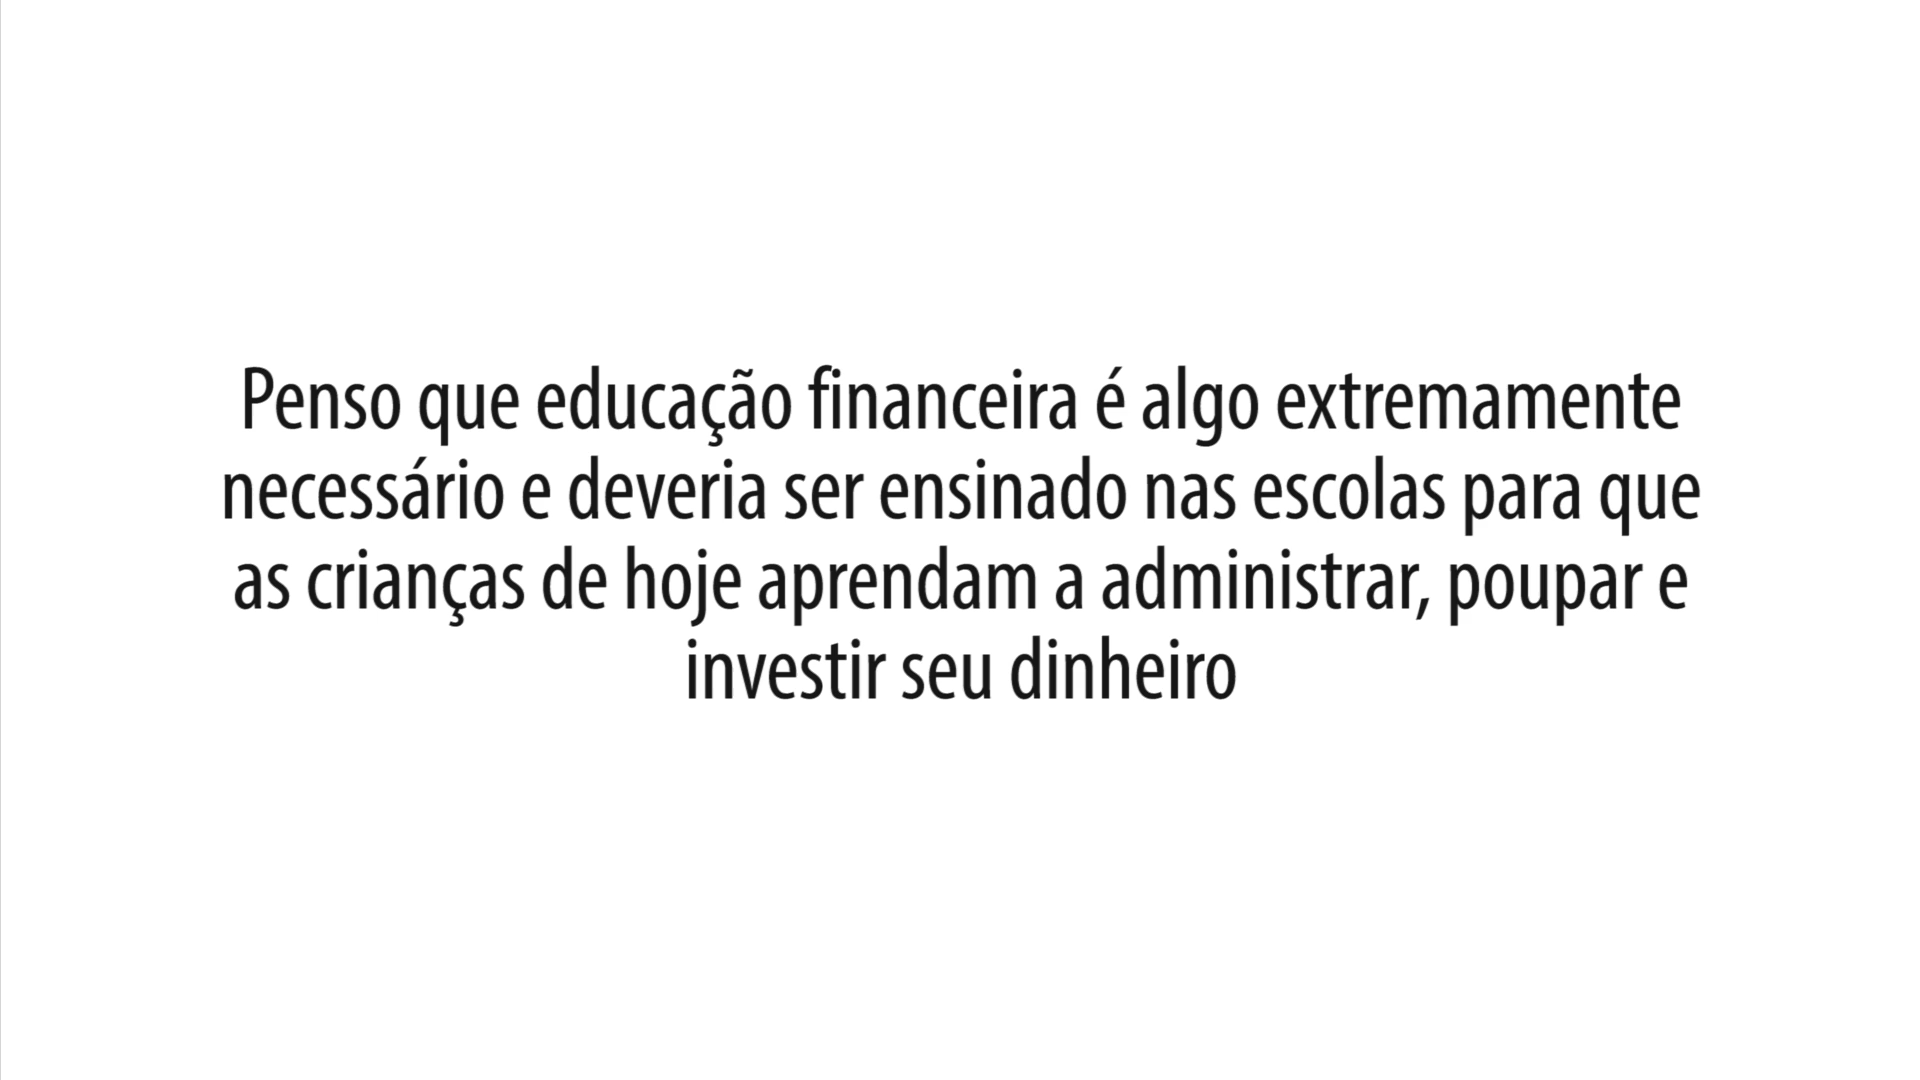 Penso que educação financeira é algo extremamente
necessário e deveria ser ensinado nas escolas para que
as crianças de hoje aprendam a administrar, poupar e
investir seu dinheiro